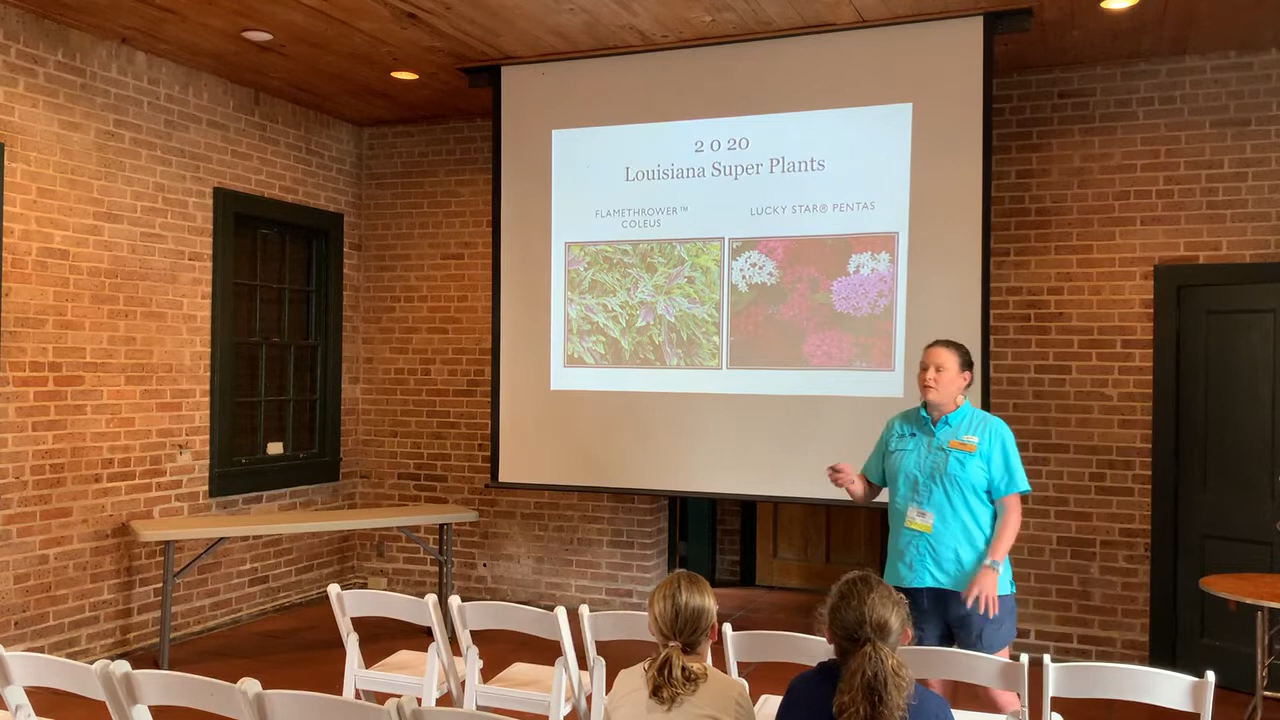 2020
Louisiana Super Plants
FLAMETHROWER™
COLEUS
LUCKY STAR® PENTAS